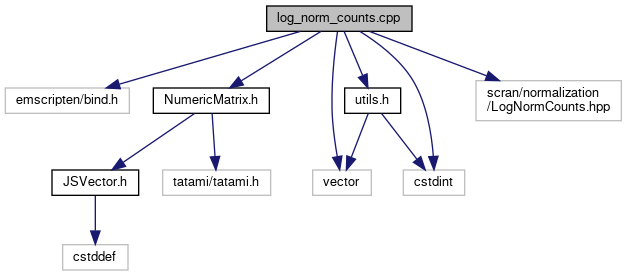 log_norm_counts.cpp
emscripten/bind.h
NumericMatrix.h
utils.h
scran/normalization
/LogNormCounts.hpp
JSVector.h
tatami/tatami.h
vector
cstdint
cstddef